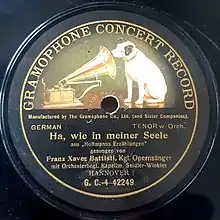 GRAMOPHONE CONCERT RECORD
Manufactured by The Gramophone Co., Ltd. (and Sister Companies).
GERMAN TENOR w. Orch.
Ha, wie in meiner Seele
aus „Hoffmanns Erzählungen"
gesungen von
Franz Xaver Battisti, Kgl. Opernsänger
mit Orchesterbegl. Kapellm. Seidler-Winkler
HANNOVER
G. C.-4-42249